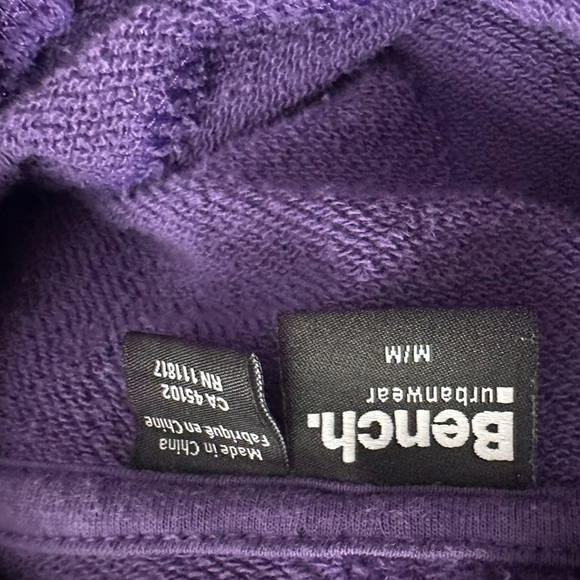 Bench.
urbanwear
M/M
Made in China
Fabriqué en Chine
CA 45102
RN 111817